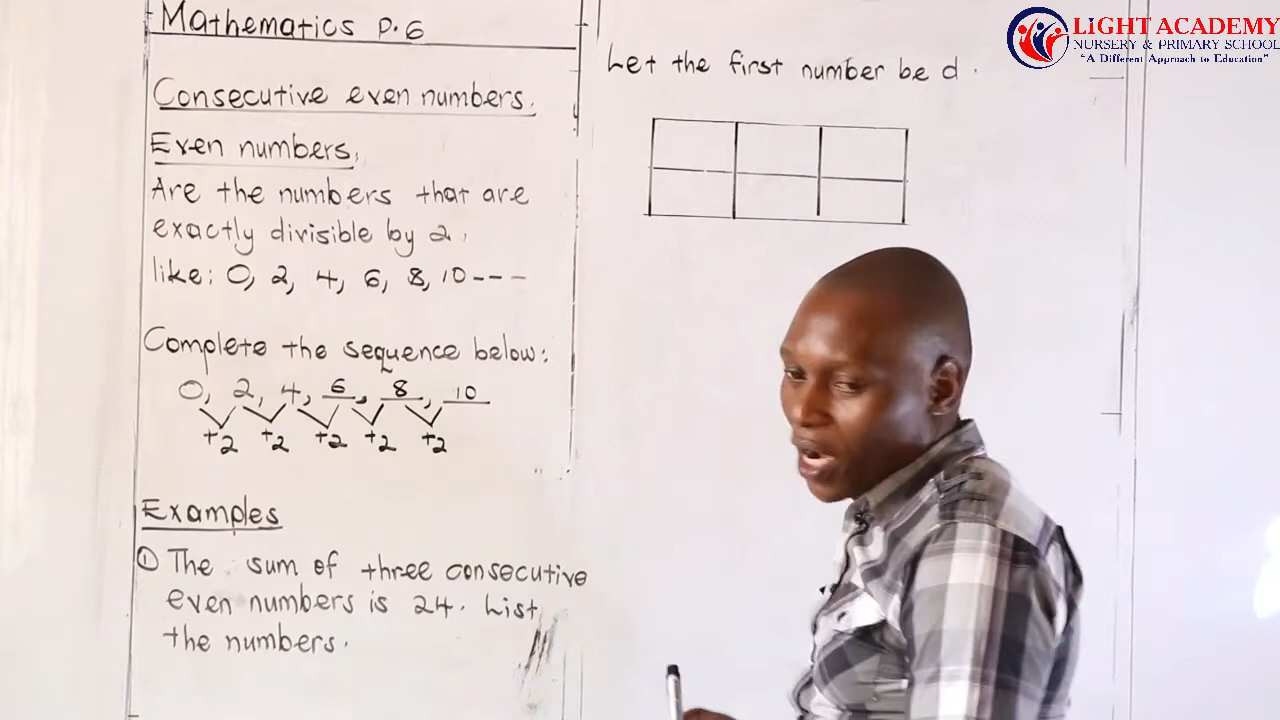 Mathematics P.6
Consecutive even numbers.
Even numbers.
Are the numbers that are
exactly divisible by 2.
like: 0, 2, 4, 6, 8, 10---
Complete the sequence below:
0, 2, 4, 6, 8, 10
+2 +2 +2 +2 +2
Examples
① The sum of three consecutive
even numbers is 24. List
the numbers.
Let the first number be d.
LIGHT ACADEMY
NURSERY & PRIMARY SCHOOL
"A Different Approach to Education"